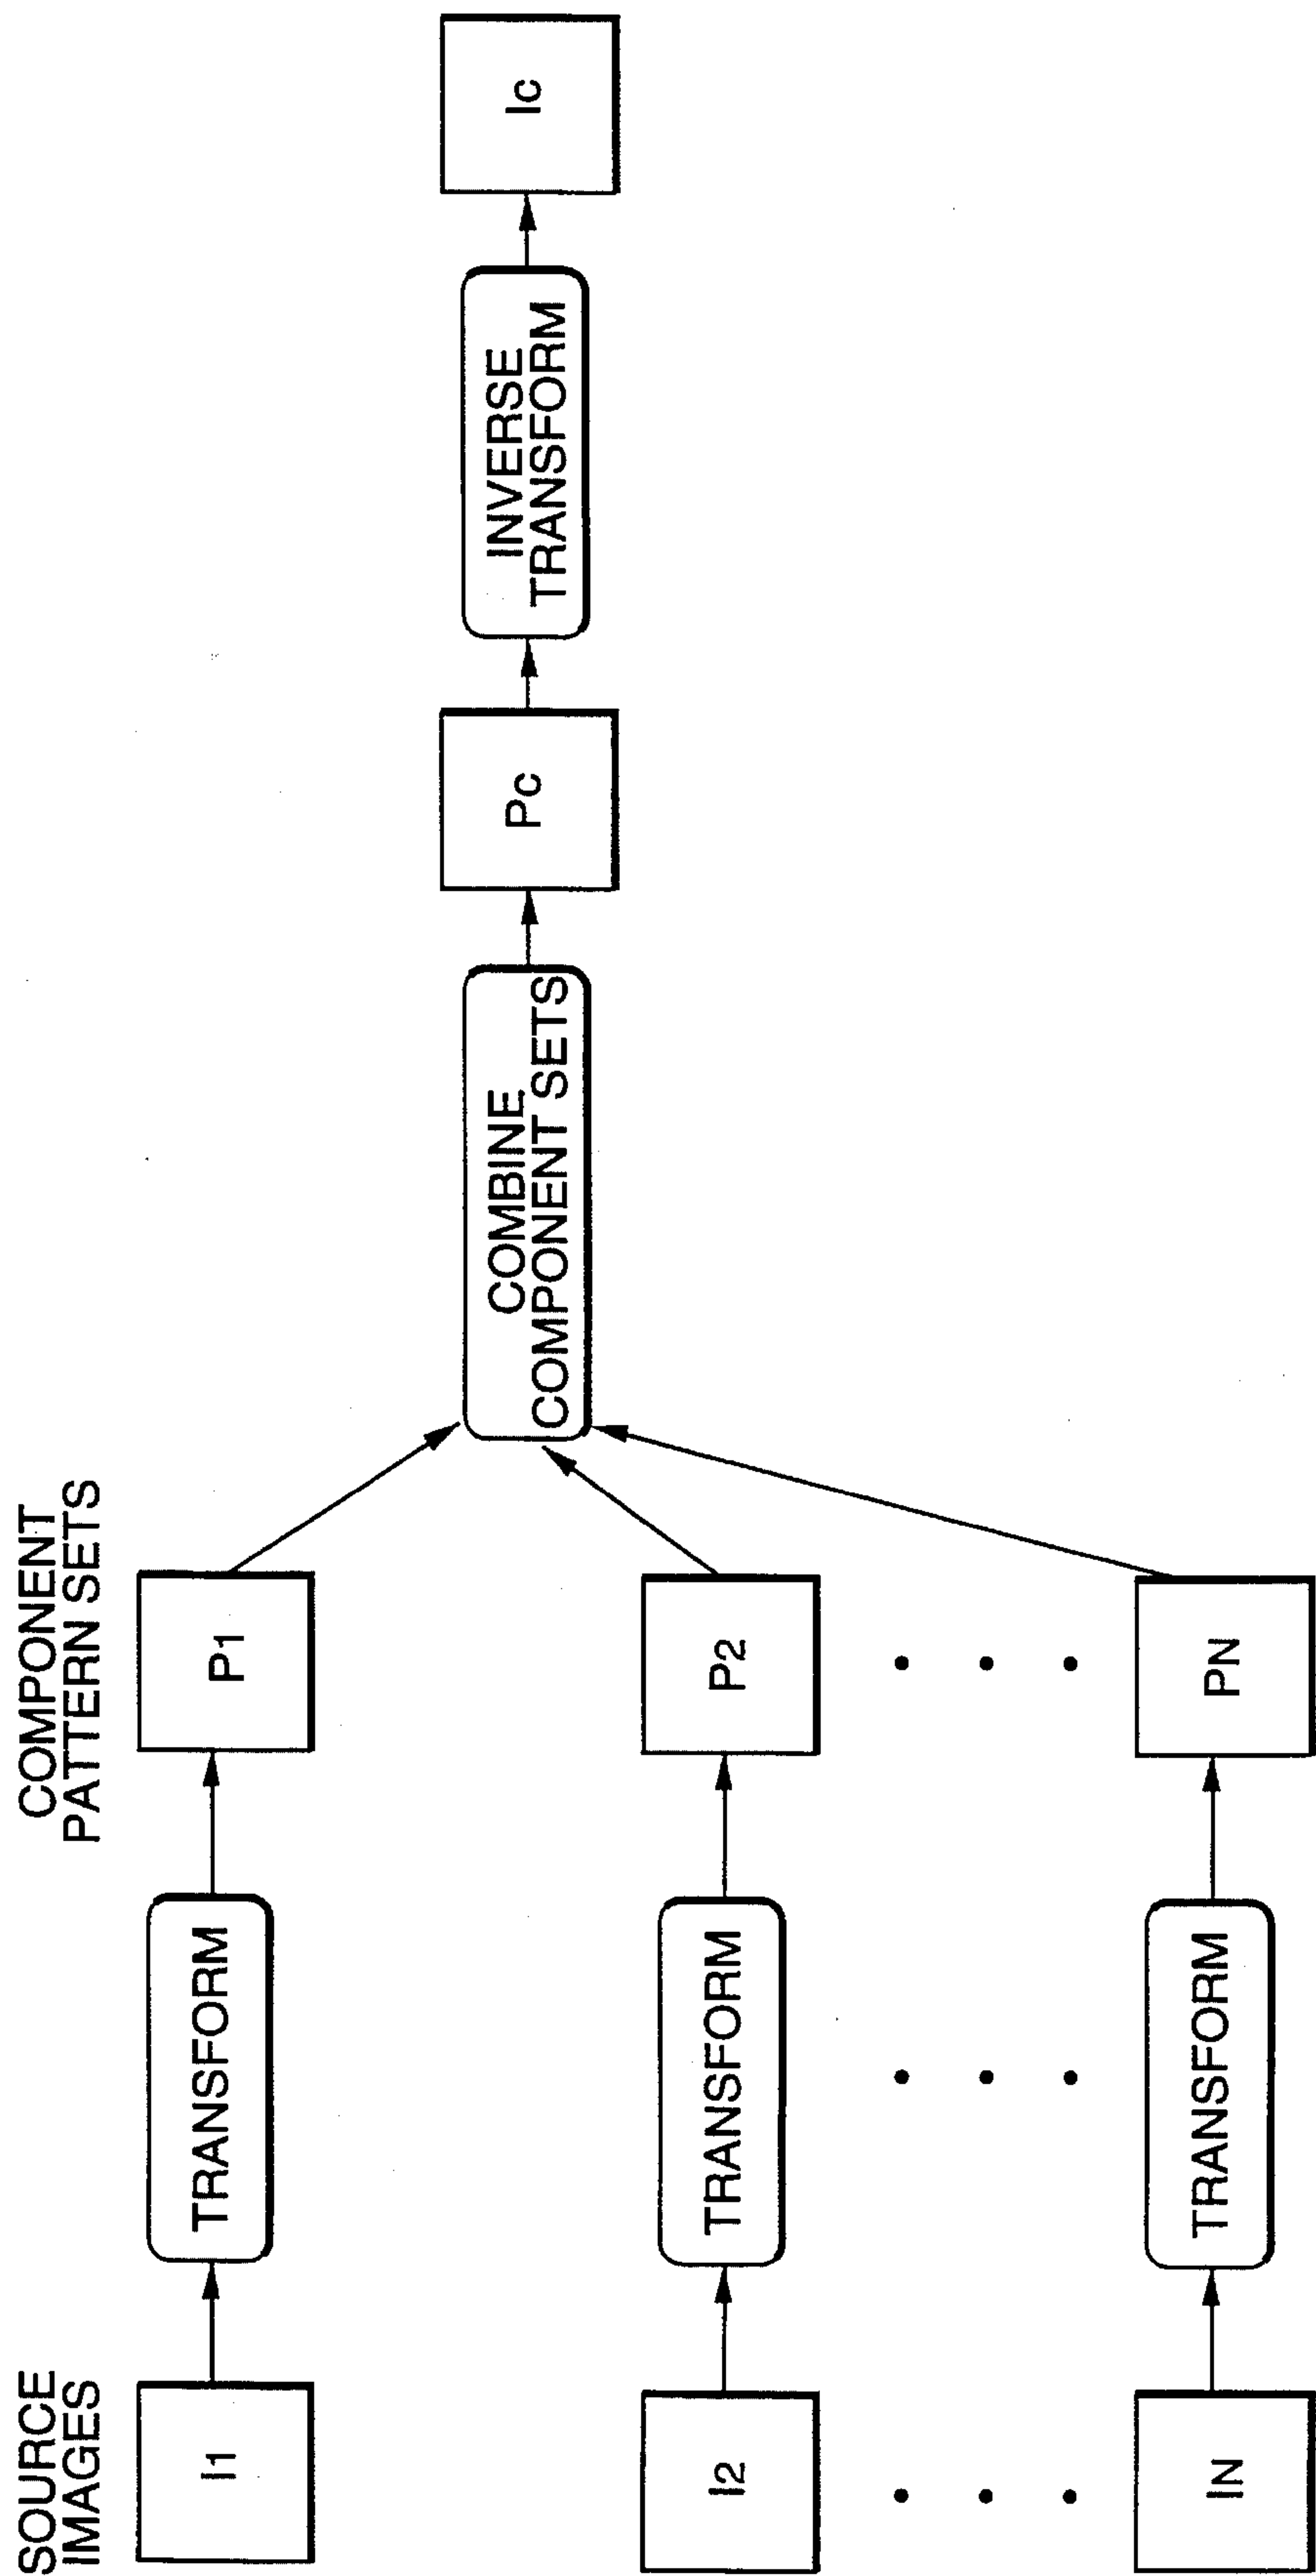 SOURCE
IMAGES
COMPONENT
PATTERN SETS
I1
TRANSFORM
P1
I2
TRANSFORM
P2
IN
TRANSFORM
PN
COMBINE
COMPONENT SETS
Pc
INVERSE
TRANSFORM
Ic